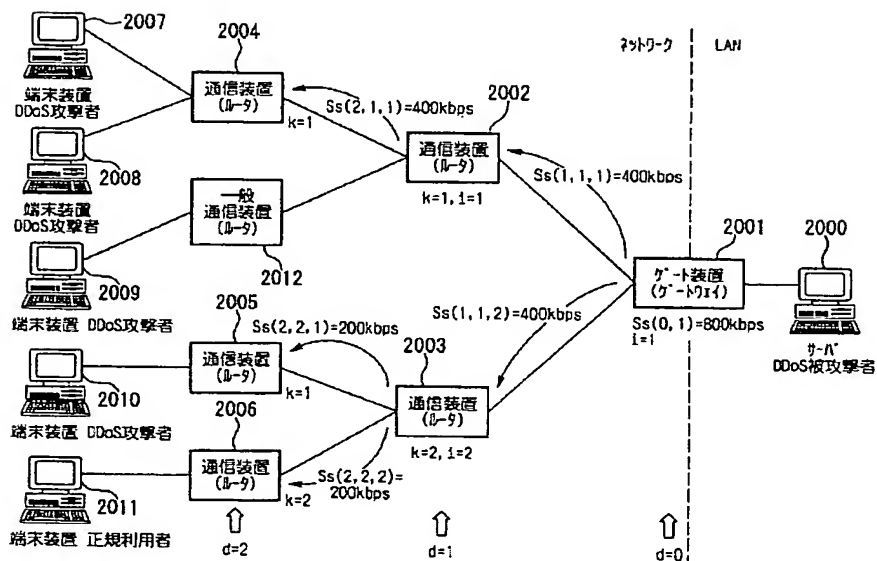 2007
端末装置
DDoS攻撃者
2008
端末装置
DDoS攻撃者
2009
端末装置 DDoS攻撃者
2010
端末装置 DDoS攻撃者
2011
端末装置 正規利用者
2004
通信装置
(ルータ)
k=1
Ss(2,1,1)=400kbps
一般
通信装置
(ルータ)
2012
2005
通信装置
(ルータ)
k=1
Ss(2,2,1)=200kbps
2006
通信装置
(ルータ)
k=2
Ss(2,2,2)=
200kbps
d=2
2002
通信装置
(ルータ)
k=1, i=1
Ss(1,1,1)=400kbps
Ss(1,1,2)=400kbps
2003
通信装置
(ルータ)
k=2, i=2
d=1
ネットワーク
LAN
2001
ゲート装置
(ゲートウェイ)
Ss(0,1)=800kbps
i=1
d=0
2000
サーバ
DDoS被攻撃者